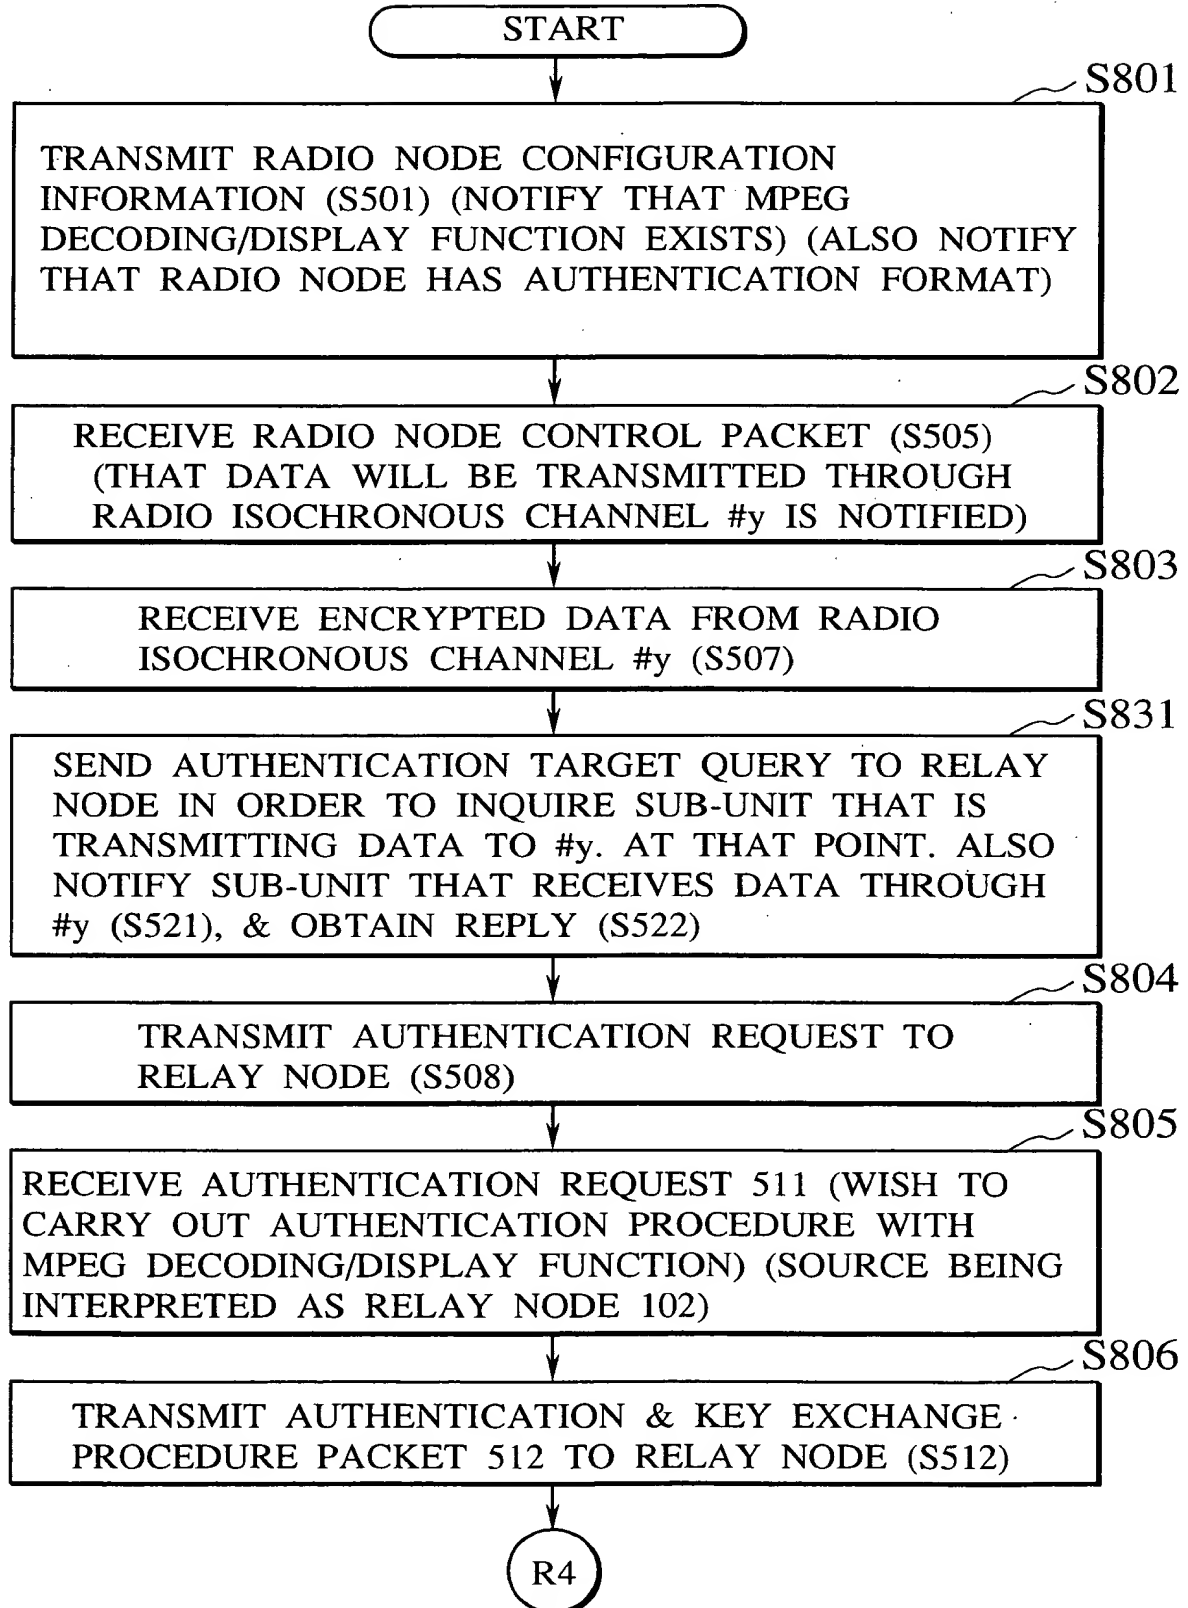 START
S801
TRANSMIT RADIO NODE CONFIGURATION
INFORMATION (S501) (NOTIFY THAT MPEG
DECODING/DISPLAY FUNCTION EXISTS) (ALSO NOTIFY
THAT RADIO NODE HAS AUTHENTICATION FORMAT)
S802
RECEIVE RADIO NODE CONTROL PACKET (S505)
(THAT DATA WILL BE TRANSMITTED THROUGH
RADIO ISOCHRONOUS CHANNEL #y IS NOTIFIED)
S803
RECEIVE ENCRYPTED DATA FROM RADIO
ISOCHRONOUS CHANNEL #y (S507)
S831
SEND AUTHENTICATION TARGET QUERY TO RELAY
NODE IN ORDER TO INQUIRE SUB-UNIT THAT IS
TRANSMITTING DATA TO #y. AT THAT POINT. ALSO
NOTIFY SUB-UNIT THAT RECEIVES DATA THROUGH
#y (S521), & OBTAIN REPLY (S522)
S804
TRANSMIT AUTHENTICATION REQUEST TO
RELAY NODE (S508)
S805
RECEIVE AUTHENTICATION REQUEST 511 (WISH TO
CARRY OUT AUTHENTICATION PROCEDURE WITH
MPEG DECODING/DISPLAY FUNCTION) (SOURCE BEING
INTERPRETED AS RELAY NODE 102)
S806
TRANSMIT AUTHENTICATION & KEY EXCHANGE
PROCEDURE PACKET 512 TO RELAY NODE (S512)
R4